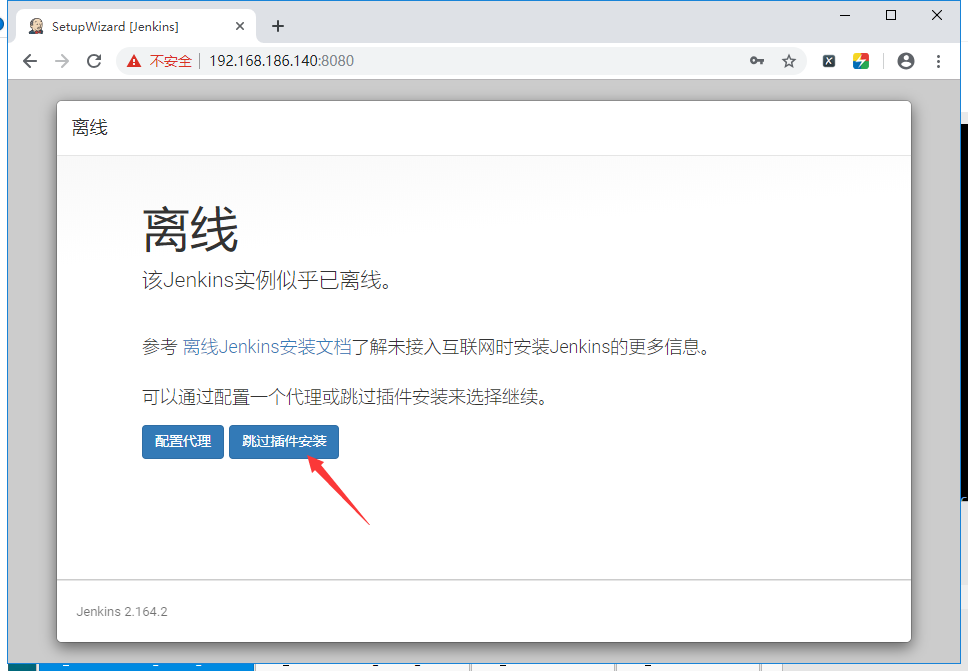 SetupWizard [Jenkins]
不安全 192.168.186.140:8080
离线
离线
该Jenkins实例似乎已离线。
参考 离线Jenkins安装文档了解未接入互联网时安装Jenkins的更多信息。
可以通过配置一个代理或跳过插件安装来选择继续。
配置代理 跳过插件安装
Jenkins 2.164.2